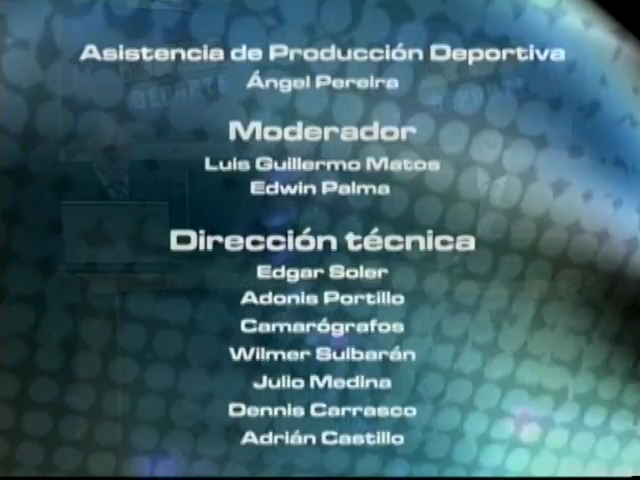 Asistencia de Producción Deportiva
Ángel Pereira
Moderador
Luis Guillermo Matos
Edwin Palma
Dirección técnica
Edgar Soler
Adonis Portillo
Camarógrafos
Wilmer Sulbarán
Julio Medina
Dennis Carrasco
Adrián Castillo